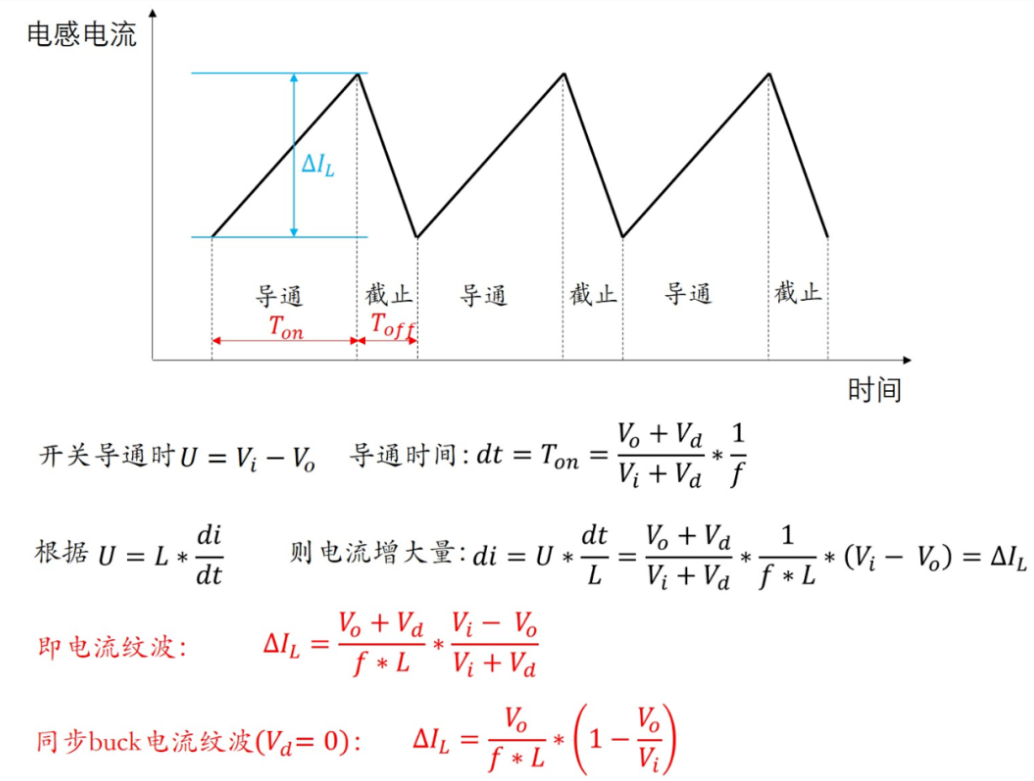 电感电流
ΔI_L
导通 截止 导通 截止 导通 截止
T_on T_off
时间
开关导通时U = V_i − V_o 导通时间: dt = T_on = (V_o + V_d)/(V_i + V_d) * 1/f
根据 U = L * di/dt 则电流增大量: di = U * dt/L = (V_o + V_d)/(V_i + V_d) * 1/(f * L) * (V_i − V_o) = ΔI_L
即电流纹波: ΔI_L = (V_o + V_d)/(f * L) * (V_i − V_o)/(V_i + V_d)
同步buck电流纹波(V_d = 0): ΔI_L = V_o/(f * L) * (1 − V_o/V_i)